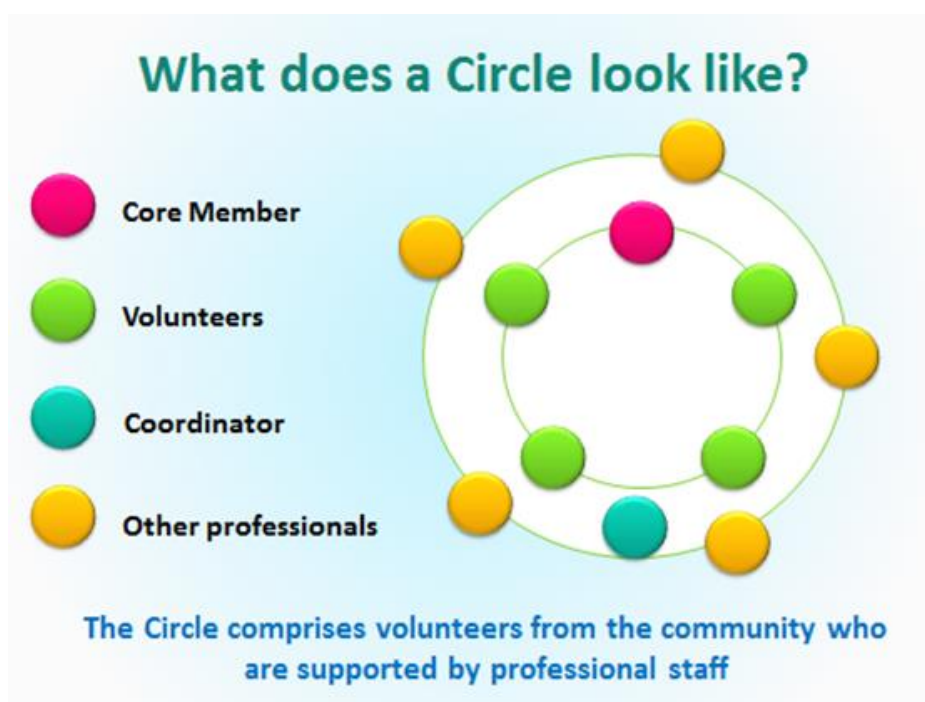 What does a Circle look like?
Core Member
Volunteers
Coordinator
Other professionals
The Circle comprises volunteers from the community who
are supported by professional staff